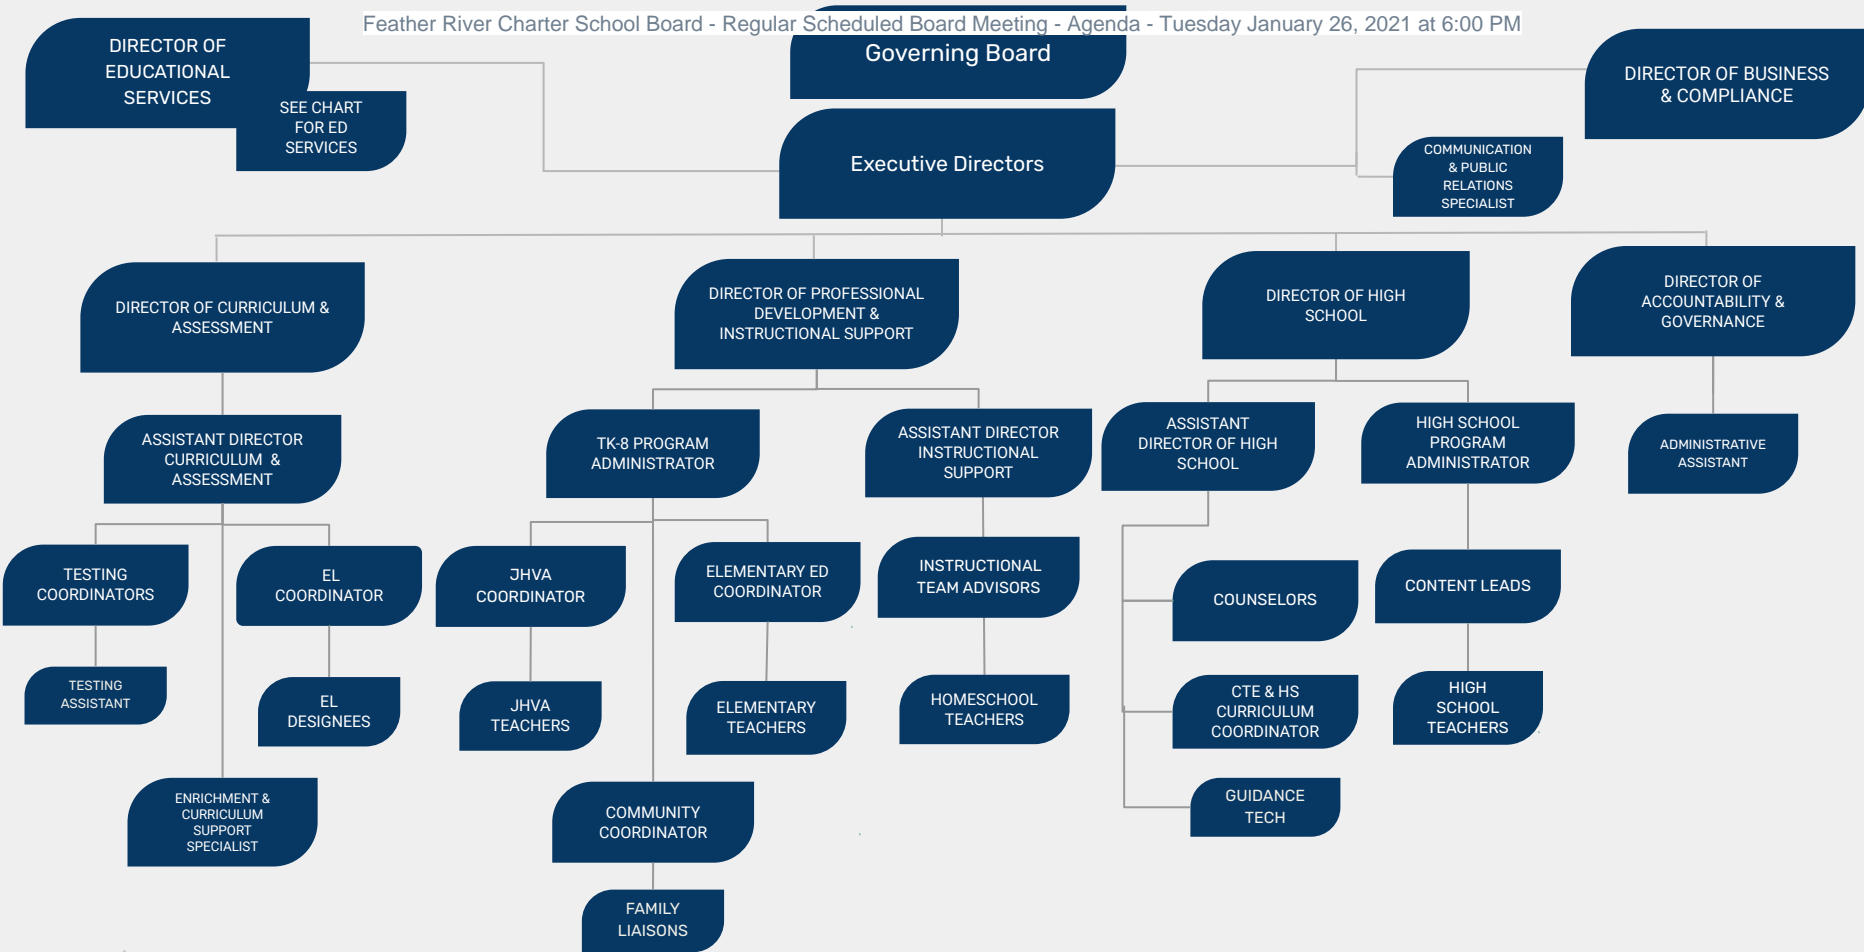 Feather River Charter School Board - Regular Scheduled Board Meeting - Agenda - Tuesday January 26, 2021 at 6:00 PM
DIRECTOR OF
EDUCATIONAL
SERVICES
SEE CHART
FOR ED
SERVICES
Governing Board
Executive Directors
DIRECTOR OF BUSINESS
& COMPLIANCE
COMMUNICATION
& PUBLIC
RELATIONS
SPECIALIST
DIRECTOR OF CURRICULUM &
ASSESSMENT
DIRECTOR OF PROFESSIONAL
DEVELOPMENT &
INSTRUCTIONAL SUPPORT
DIRECTOR OF HIGH
SCHOOL
DIRECTOR OF
ACCOUNTABILITY &
GOVERNANCE
ASSISTANT DIRECTOR
CURRICULUM &
ASSESSMENT
TK-8 PROGRAM
ADMINISTRATOR
ASSISTANT DIRECTOR
INSTRUCTIONAL
SUPPORT
ASSISTANT
DIRECTOR OF HIGH
SCHOOL
HIGH SCHOOL
PROGRAM
ADMINISTRATOR
ADMINISTRATIVE
ASSISTANT
TESTING
COORDINATORS
EL
COORDINATOR
JHVA
COORDINATOR
ELEMENTARY ED
COORDINATOR
INSTRUCTIONAL
TEAM ADVISORS
COUNSELORS
CONTENT LEADS
TESTING
ASSISTANT
EL
DESIGNEES
JHVA
TEACHERS
ELEMENTARY
TEACHERS
HOMESCHOOL
TEACHERS
CTE & HS
CURRICULUM
COORDINATOR
HIGH
SCHOOL
TEACHERS
ENRICHMENT &
CURRICULUM
SUPPORT
SPECIALIST
COMMUNITY
COORDINATOR
GUIDANCE
TECH
FAMILY
LIAISONS